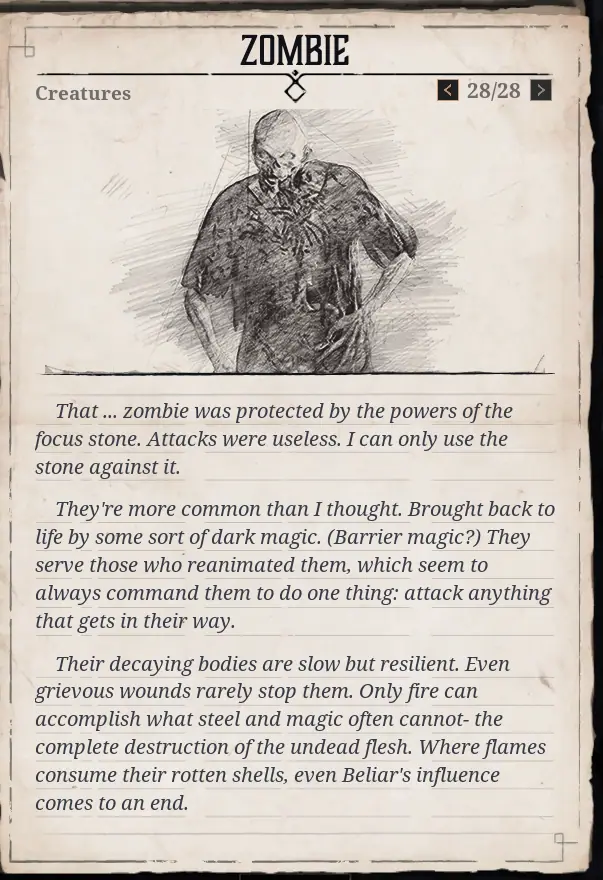 ZOMBIE
Creatures
< 28/28 >
That ... zombie was protected by the powers of the
focus stone. Attacks were useless. I can only use the
stone against it.
They're more common than I thought. Brought back to
life by some sort of dark magic. (Barrier magic?) They
serve those who reanimated them, which seem to
always command them to do one thing: attack anything
that gets in their way.
Their decaying bodies are slow but resilient. Even
grievous wounds rarely stop them. Only fire can
accomplish what steel and magic often cannot- the
complete destruction of the undead flesh. Where flames
consume their rotten shells, even Beliar's influence
comes to an end.